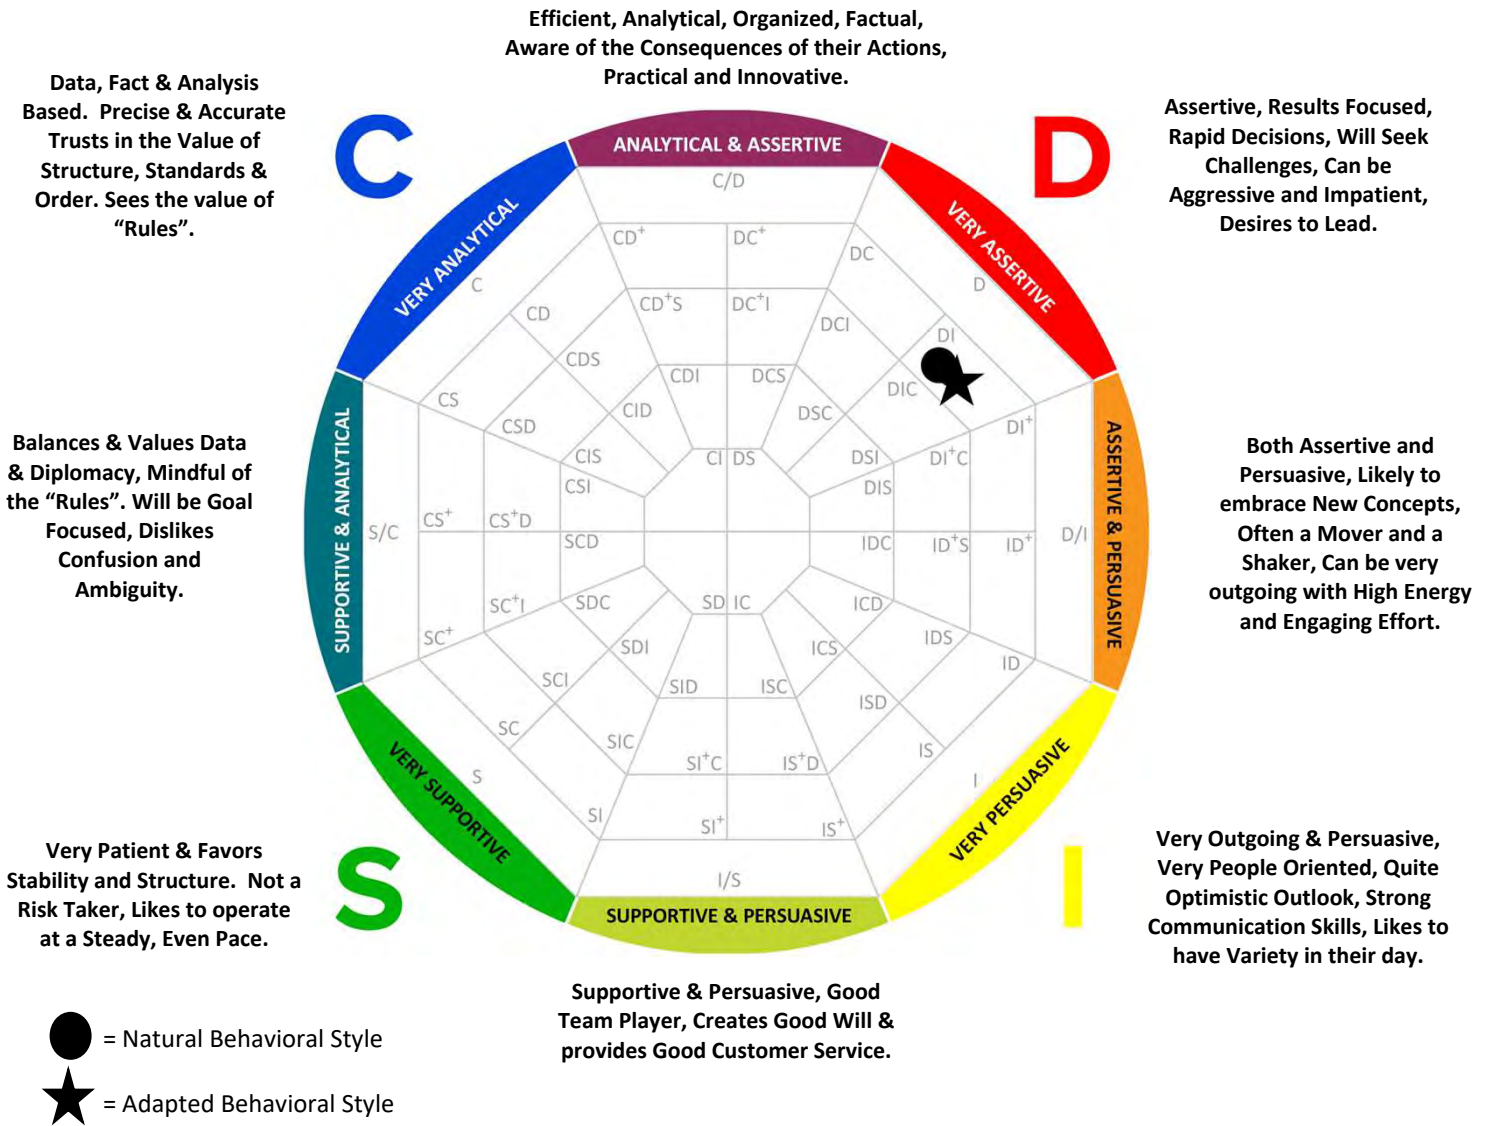 Efficient, Analytical, Organized, Factual,
Aware of the Consequences of their Actions,
Practical and Innovative.
Data, Fact & Analysis
Based.  Precise & Accurate
Trusts in the Value of
Structure, Standards &
Order. Sees the value of
“Rules”.
C
D
Assertive, Results Focused,
Rapid Decisions, Will Seek
Challenges, Can be
Aggressive and Impatient,
Desires to Lead.
ANALYTICAL & ASSERTIVE
VERY ANALYTICAL
VERY ASSERTIVE
C/D
CD+
DC+
DC
C
D
CD+S
DC+I
CD
DCI
DI
CDS
CDI
DCS
DIC
CS
CID
DSC
CSD
DI+
CIS
CI
DS
DSI
DI+C
CSI
DIS
Balances & Values Data
& Diplomacy, Mindful of
the “Rules”. Will be Goal
Focused, Dislikes
Confusion and
Ambiguity.
SUPPORTIVE & ANALYTICAL
ASSERTIVE & PERSUASIVE
Both Assertive and
Persuasive, Likely to
embrace New Concepts,
Often a Mover and a
Shaker, Can be very
outgoing with High Energy
and Engaging Effort.
S/C
CS+
CS+D
SCD
IDC
ID+S
ID+
D/I
SC+I
SDC
SD
IC
ICD
SC+
SDI
ICS
IDS
ID
SCI
SID
ISC
ISD
SC
SIC
SI+C
IS+D
IS
S
I
SI
SI+
IS+
I/S
VERY SUPPORTIVE
VERY PERSUASIVE
SUPPORTIVE & PERSUASIVE
Very Patient & Favors
Stability and Structure.  Not a
Risk Taker, Likes to operate
at a Steady, Even Pace.
S
I
Very Outgoing & Persuasive,
Very People Oriented, Quite
Optimistic Outlook, Strong
Communication Skills, Likes to
have Variety in their day.
Supportive & Persuasive, Good
Team Player, Creates Good Will &
provides Good Customer Service.
= Natural Behavioral Style
= Adapted Behavioral Style